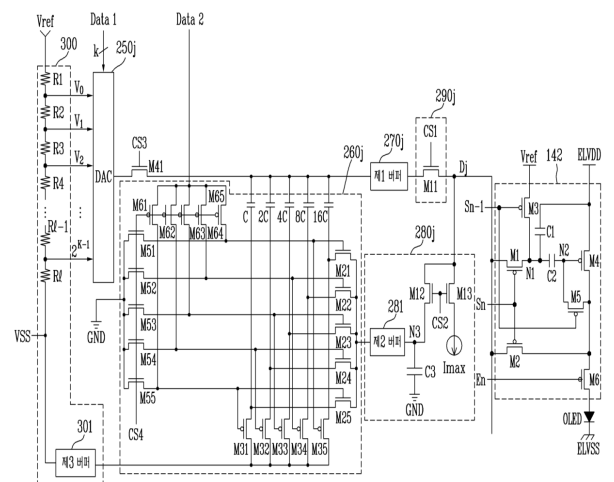 Vref
Data 1
Data 2
300
k
250j
R1
V0
R2
V1
R3
V2
R4
DAC
CS3
M41
290j
CS1
M11
270j
제1 버퍼
Dj
142
ELVDD
Vref
260j
M61
M62
M63
M64
M65
C
2C
4C
8C
16C
Sn-1
M3
C1
M1
N1
C2
N2
M4
M5
Rℓ-1
2^K-1
Rℓ
M51
M52
M53
M54
M55
M21
M22
M23
M24
M25
280j
M12
M13
281
제2 버퍼
N3
CS2
Sn
M2
VSS
GND
C3
GND
Imax
En
M6
CS4
M31
M32
M33
M34
M35
OLED
ELVSS
301
제3 버퍼